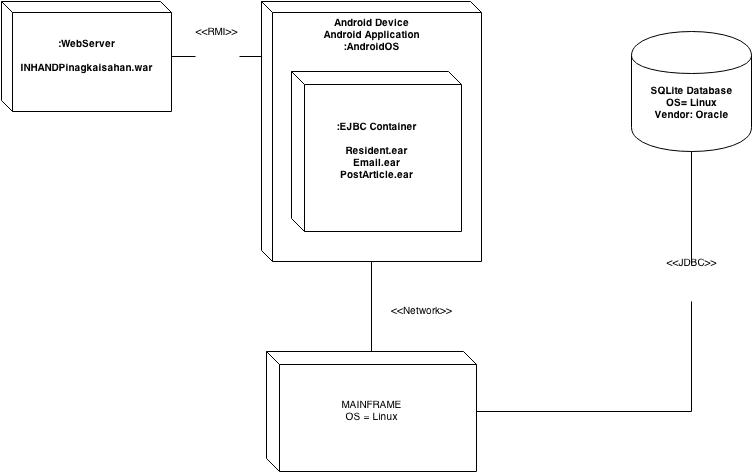 :WebServer
INHANDPinagkaisahan.war
<<RMI>>
Android Device
Android Application
:AndroidOS
:EJBC Container
Resident.ear
Email.ear
PostArticle.ear
SQLite Database
OS= Linux
Vendor: Oracle
<<JDBC>>
<<Network>>
MAINFRAME
OS = Linux